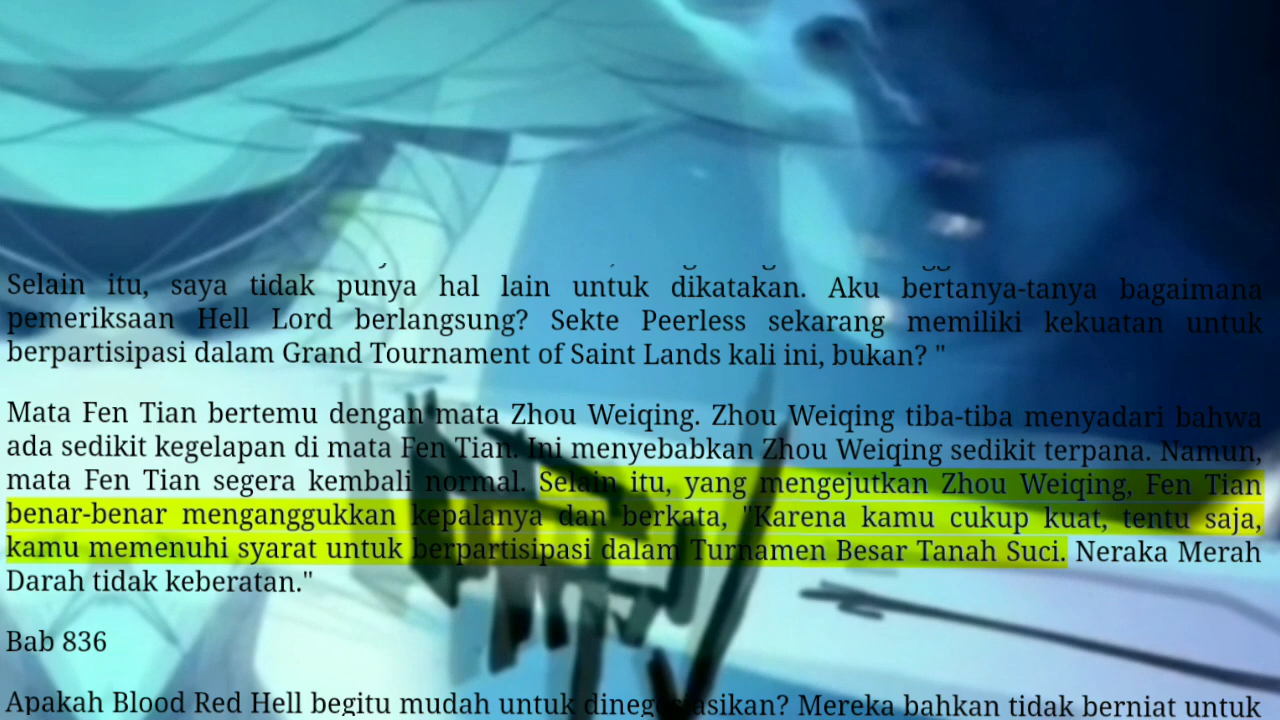 Selain itu, saya tidak punya hal lain untuk dikatakan. Aku bertanya-tanya bagaimana
pemeriksaan Hell Lord berlangsung? Sekte Peerless sekarang memiliki kekuatan untuk
berpartisipasi dalam Grand Tournament of Saint Lands kali ini, bukan? "
Mata Fen Tian bertemu dengan mata Zhou Weiqing. Zhou Weiqing tiba-tiba menyadari bahwa
ada sedikit kegelapan di mata Fen Tian. Ini menyebabkan Zhou Weiqing sedikit terpana. Namun,
mata Fen Tian segera kembali normal. Selain itu, yang mengejutkan Zhou Weiqing, Fen Tian
benar-benar menganggukkan kepalanya dan berkata, "Karena kamu cukup kuat, tentu saja,
kamu memenuhi syarat untuk berpartisipasi dalam Turnamen Besar Tanah Suci. Neraka Merah
Darah tidak keberatan."
Bab 836
Apakah Blood Red Hell begitu mudah untuk dinegosiasikan? Mereka bahkan tidak berniat untuk